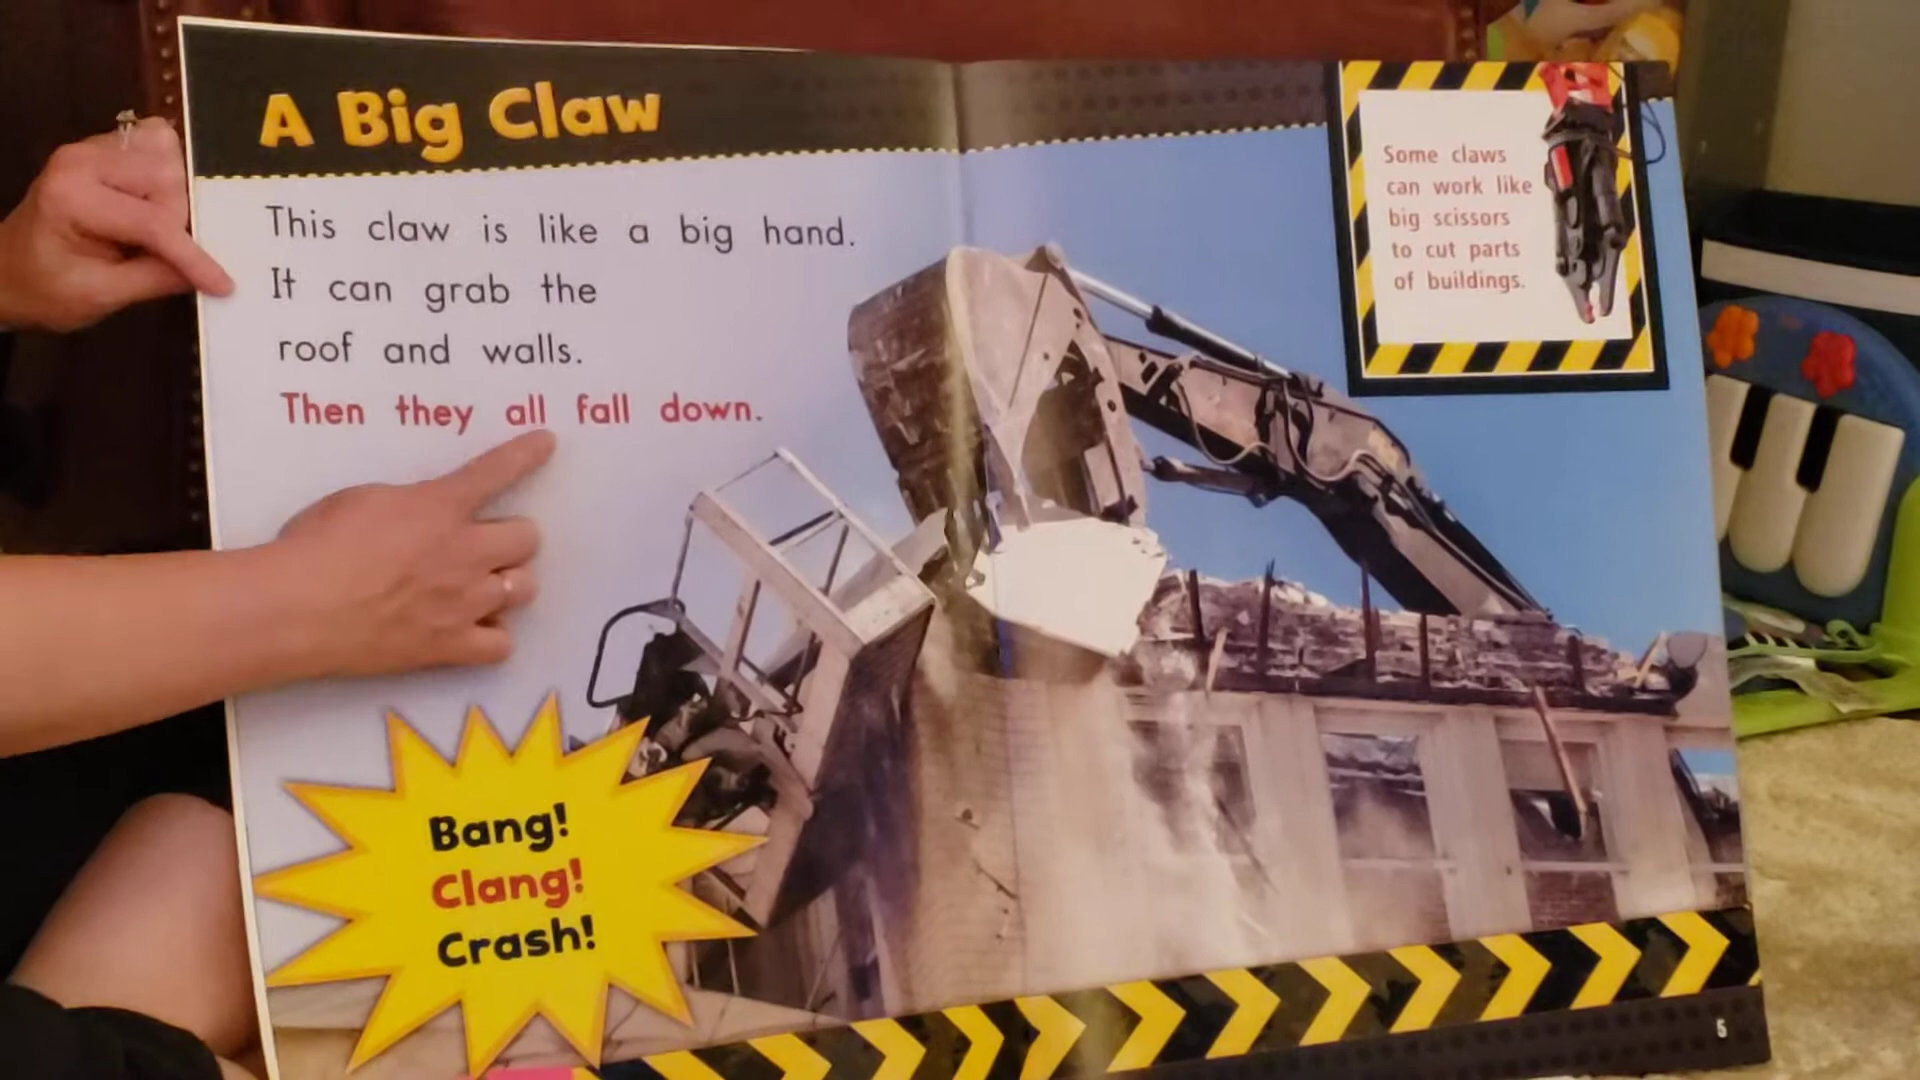 A Big Claw
This claw is like a big hand.
It can grab the
roof and walls.
Then they all fall down.
Some claws
can work like
big scissors
to cut parts
of buildings.
Bang!
Clang!
Crash!
5